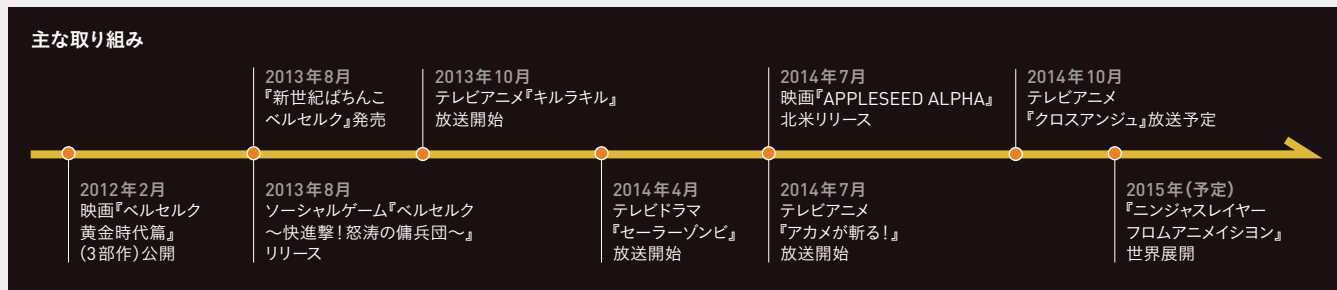 主な取り組み
2012年2月
映画『ベルセルク
黄金時代篇』
(3部作)公開
2013年8月
『新世紀ぱちんこ
ベルセルク』発売
2013年8月
ソーシャルゲーム『ベルセルク
～快進撃！怒涛の傭兵団～』
リリース
2013年10月
テレビアニメ『キルラキル』
放送開始
2014年4月
テレビドラマ
『セーラーゾンビ』
放送開始
2014年7月
映画『APPLESEED ALPHA』
北米リリース
2014年7月
テレビアニメ
『アカメが斬る！』
放送開始
2014年10月
テレビアニメ
『クロスアンジュ』放送予定
2015年(予定)
『ニンジャスレイヤー
フロムアニメイシヨン』
世界展開